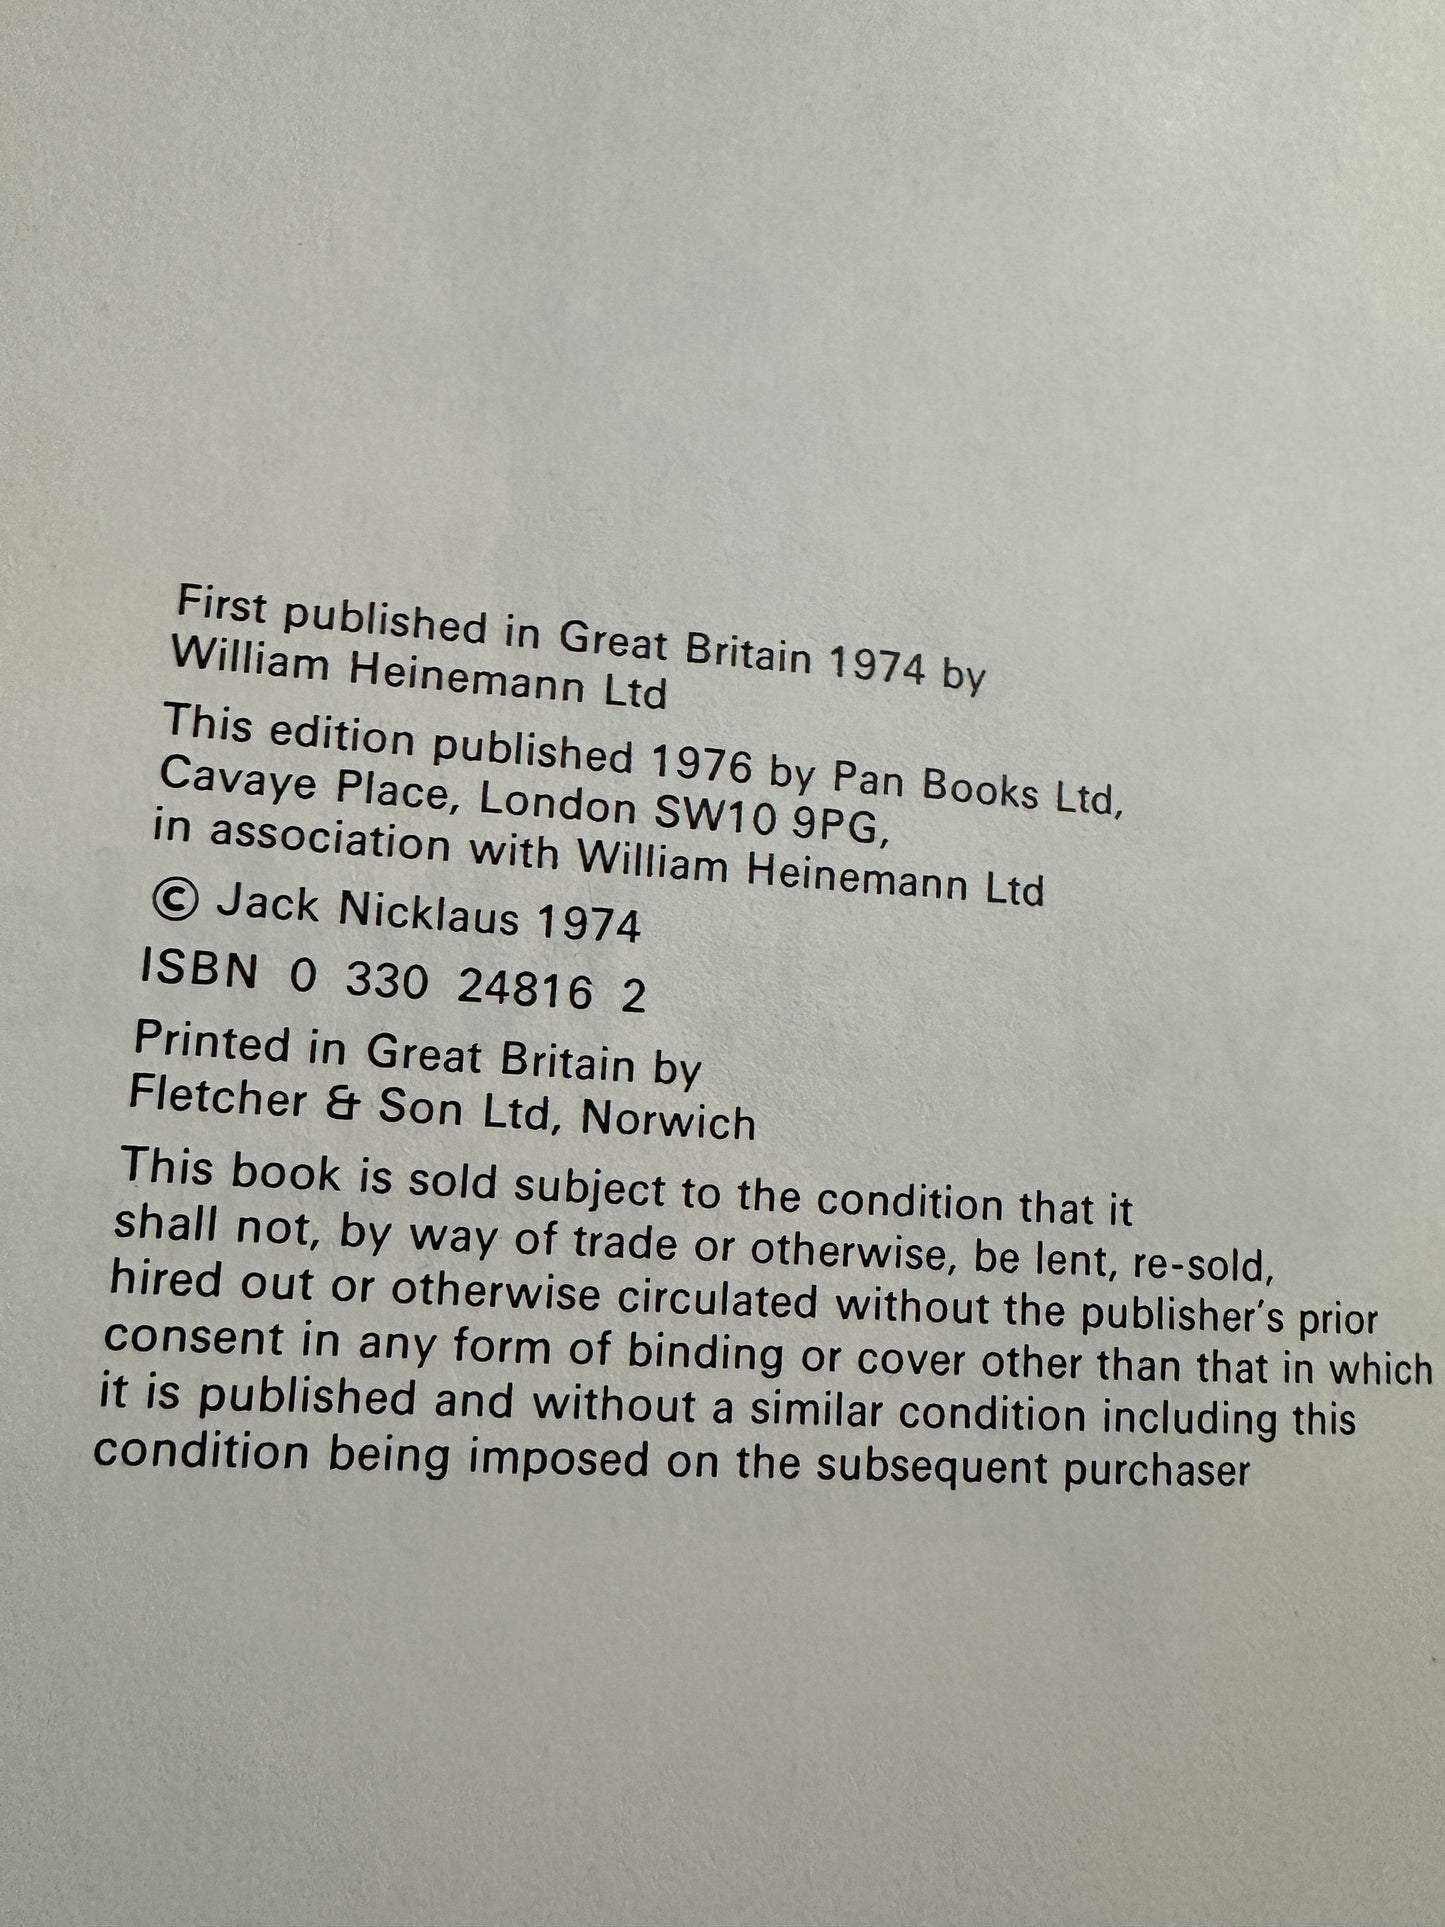 First published in Great Britain 1974 by
William Heinemann Ltd
This edition published 1976 by Pan Books Ltd,
Cavaye Place, London SW10 9PG,
in association with William Heinemann Ltd
© Jack Nicklaus 1974
ISBN 0 330 24816 2
Printed in Great Britain by
Fletcher & Son Ltd, Norwich
This book is sold subject to the condition that it
shall not, by way of trade or otherwise, be lent, re-sold,
hired out or otherwise circulated without the publisher's prior
consent in any form of binding or cover other than that in which
it is published and without a similar condition including this
condition being imposed on the subsequent purchaser